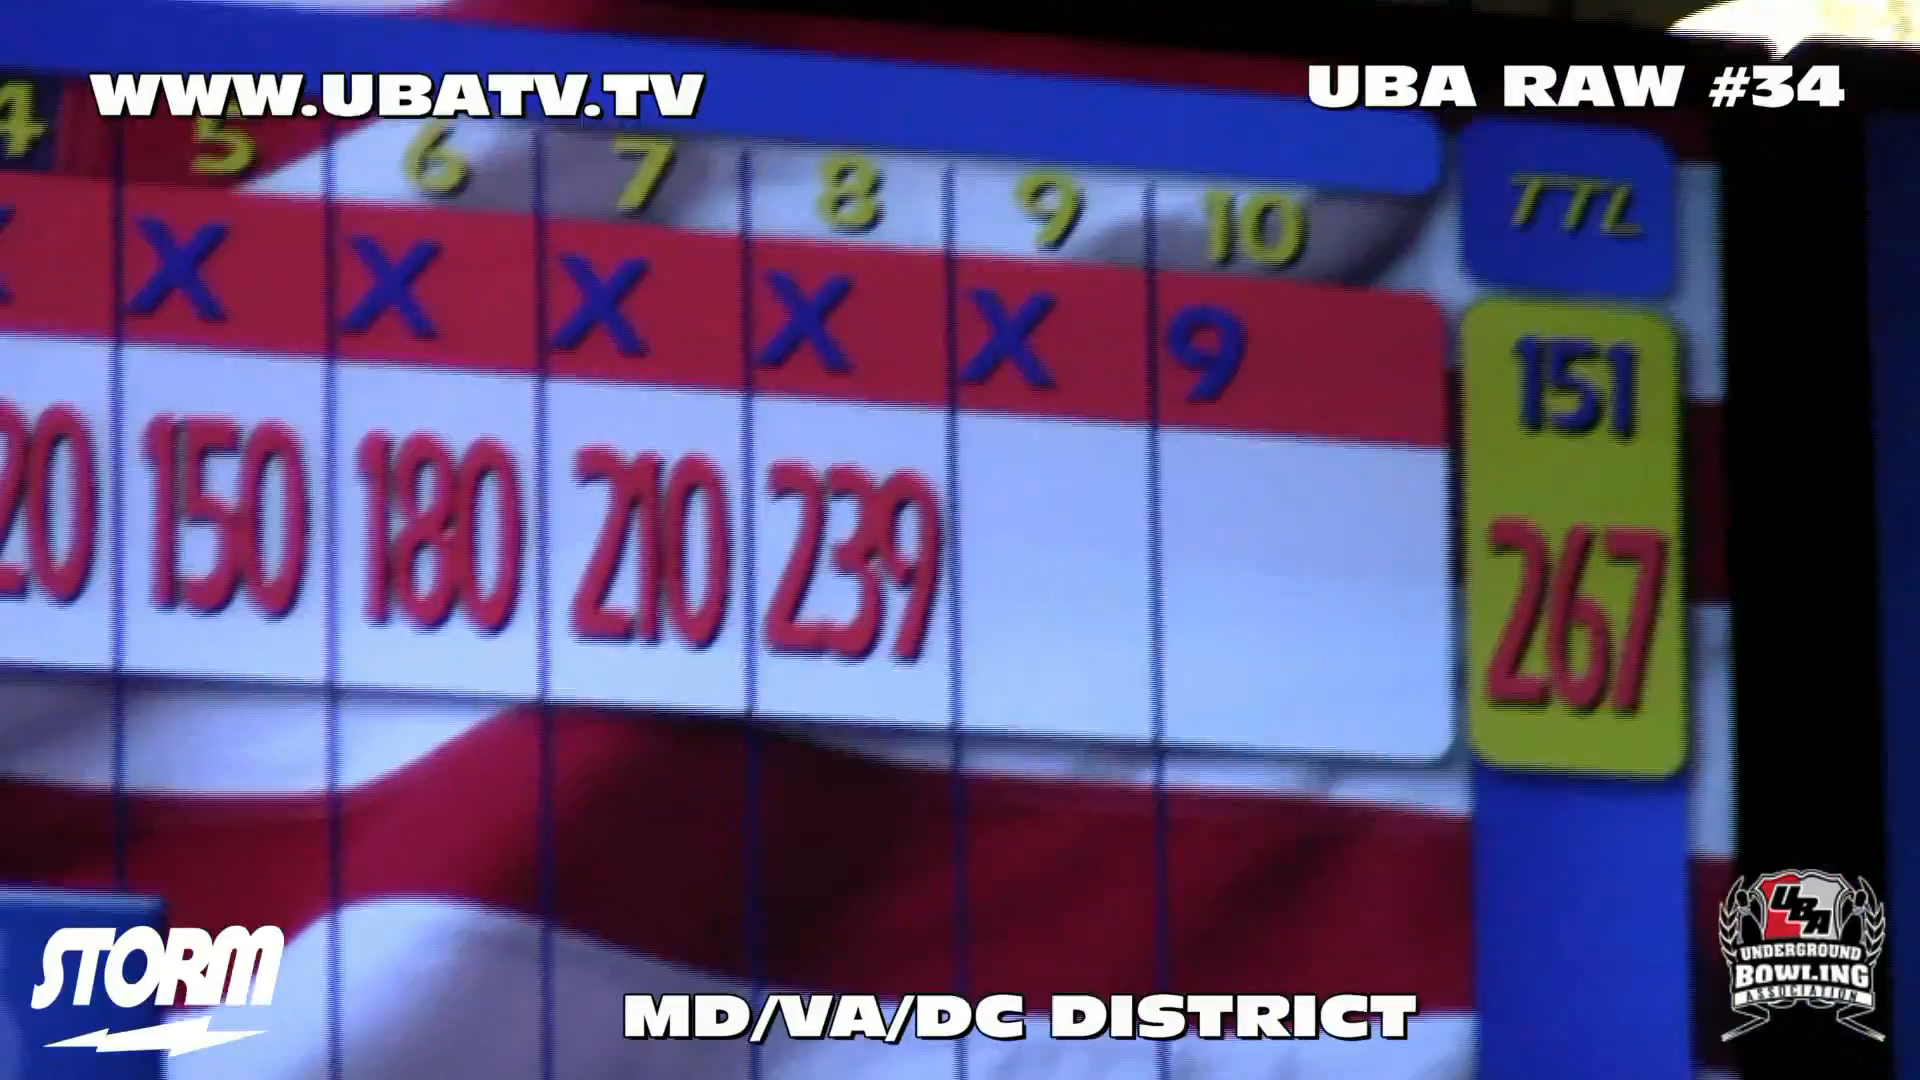 WWW.UBATV.TV
UBA RAW #34
4 5 6 7 8 9 10 TTL
X X X X X 9 151
20 150 180 210 239 267
STORM
MD/VA/DC DISTRICT
UBA
UNDERGROUND
BOWLING
ASSOCIATION